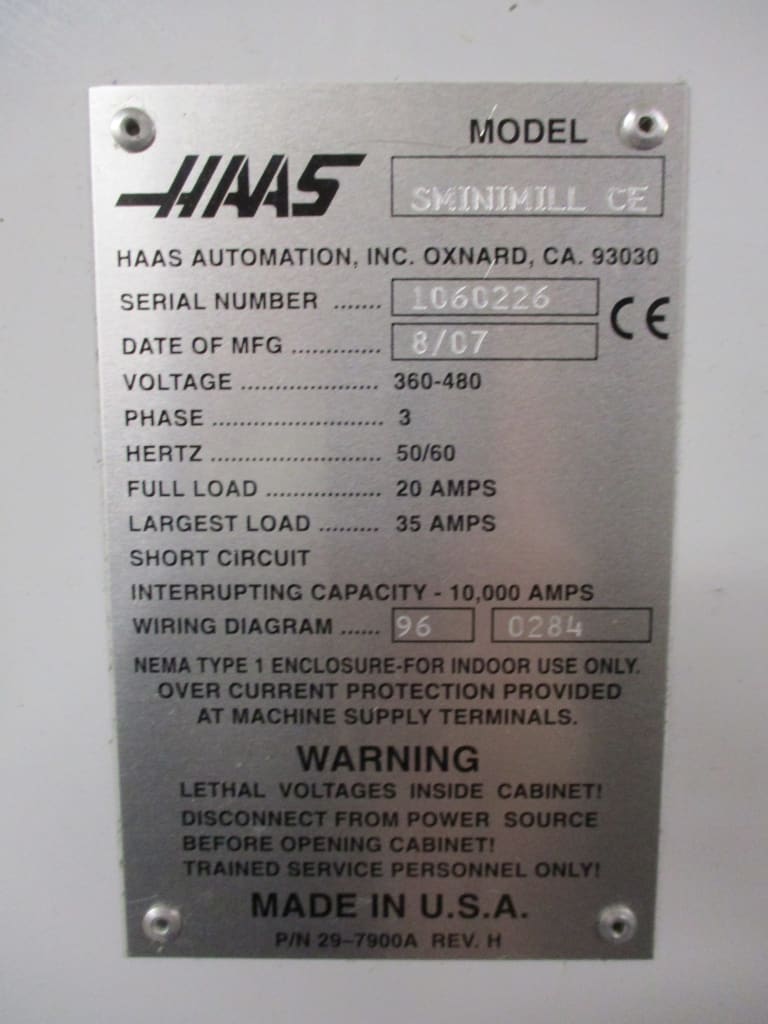 MODEL
HAAS
SMINIMILL CE
HAAS AUTOMATION, INC. OXNARD, CA. 93030
SERIAL NUMBER ....... 1060226
CE
DATE OF MFG ............. 8/07
VOLTAGE .................... 360-480
PHASE ......................... 3
HERTZ ......................... 50/60
FULL LOAD ................. 20 AMPS
LARGEST LOAD ......... 35 AMPS
SHORT CIRCUIT
INTERRUPTING CAPACITY - 10,000 AMPS
WIRING DIAGRAM ...... 96 0284
NEMA TYPE 1 ENCLOSURE-FOR INDOOR USE ONLY.
OVER CURRENT PROTECTION PROVIDED
AT MACHINE SUPPLY TERMINALS.
WARNING
LETHAL VOLTAGES INSIDE CABINET!
DISCONNECT FROM POWER SOURCE
BEFORE OPENING CABINET!
TRAINED SERVICE PERSONNEL ONLY!
MADE IN U.S.A.
P/N 29-7900A REV. H